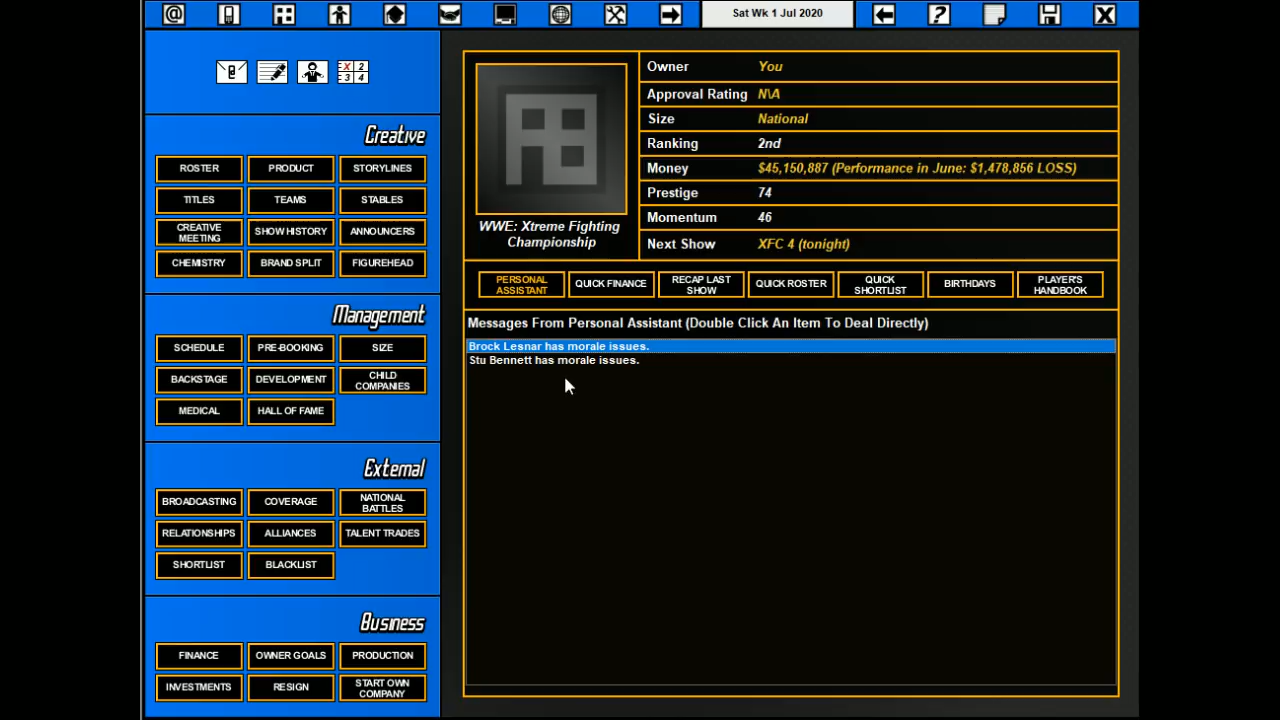 @
Sat Wk 1 Jul 2020
?
X
X 2
3 4
Creative
ROSTER
PRODUCT
STORYLINES
TITLES
TEAMS
STABLES
CREATIVE
MEETING
SHOW HISTORY
ANNOUNCERS
CHEMISTRY
BRAND SPLIT
FIGUREHEAD
Management
SCHEDULE
PRE-BOOKING
SIZE
BACKSTAGE
DEVELOPMENT
CHILD
COMPANIES
MEDICAL
HALL OF FAME
External
BROADCASTING
COVERAGE
NATIONAL
BATTLES
RELATIONSHIPS
ALLIANCES
TALENT TRADES
SHORTLIST
BLACKLIST
Business
FINANCE
OWNER GOALS
PRODUCTION
INVESTMENTS
RESIGN
START OWN
COMPANY
WWE: Xtreme Fighting
Championship
Owner You
Approval Rating N\A
Size National
Ranking 2nd
Money $45,150,887 (Performance in June: $1,478,856 LOSS)
Prestige 74
Momentum 46
Next Show XFC 4 (tonight)
PERSONAL
ASSISTANT
QUICK FINANCE
RECAP LAST
SHOW
QUICK ROSTER
QUICK
SHORTLIST
BIRTHDAYS
PLAYER'S
HANDBOOK
Messages From Personal Assistant (Double Click An Item To Deal Directly)
Brock Lesnar has morale issues.
Stu Bennett has morale issues.